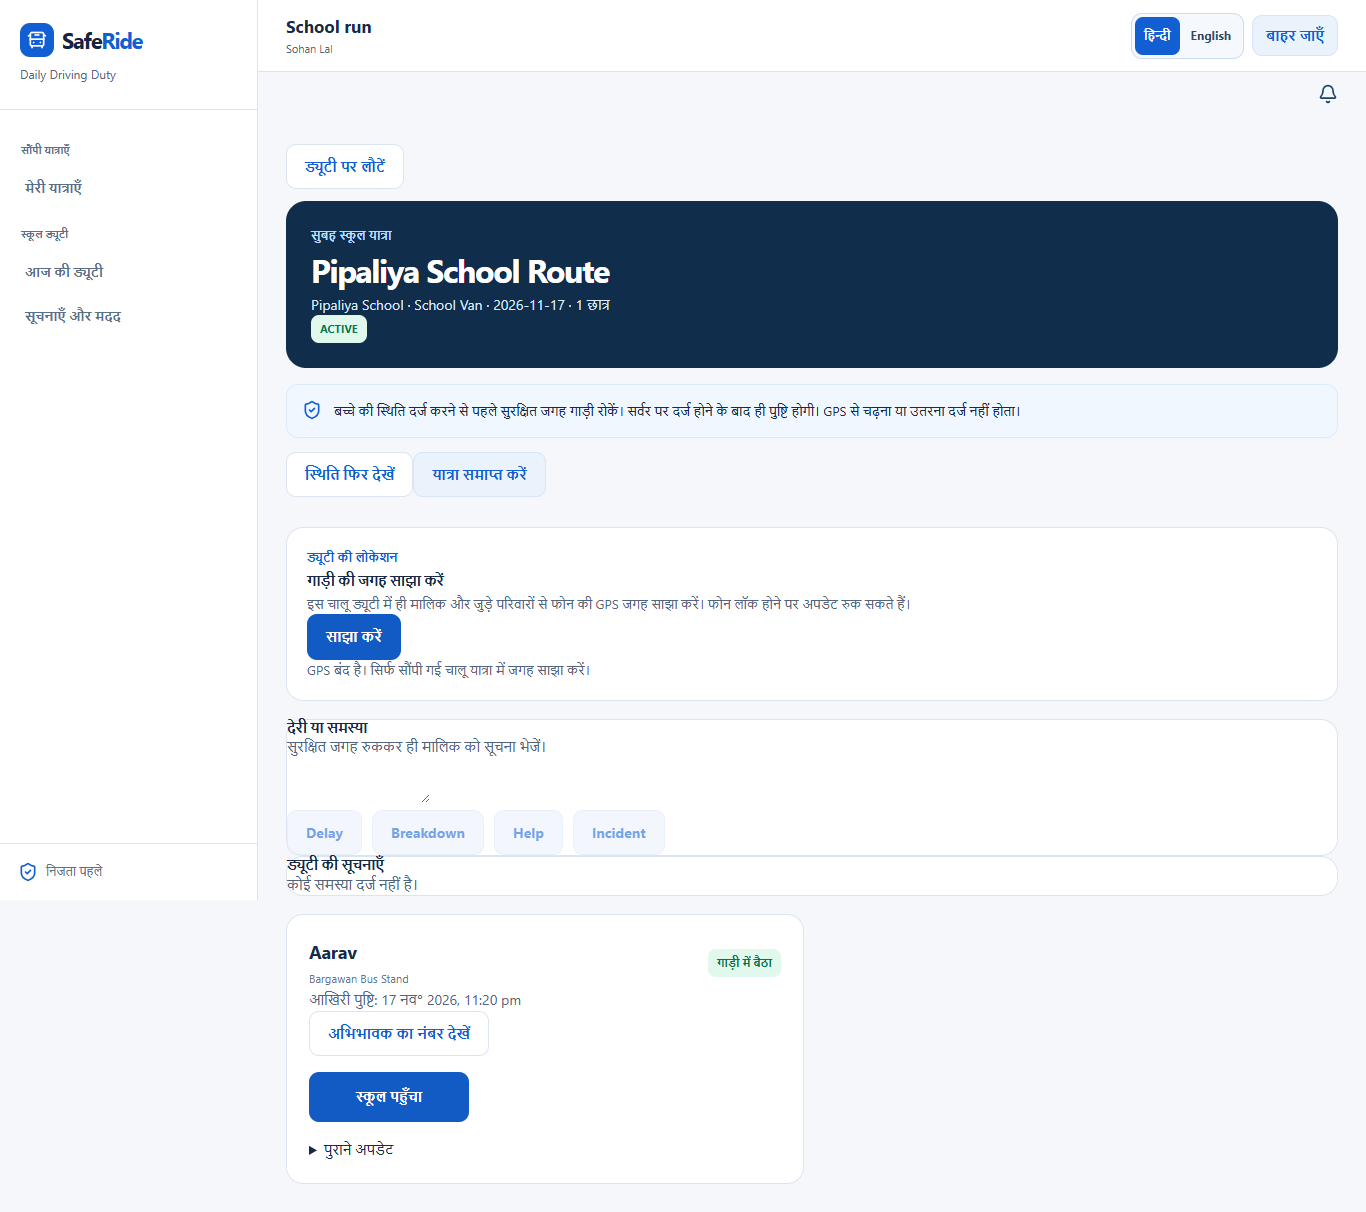 SafeRide
Daily Driving Duty
सौंपी यात्राएँ
मेरी यात्राएँ
स्कूल ड्यूटी
आज की ड्यूटी
सूचनाएँ और मदद
निजता पहले
School run
Sohan Lal
हिन्दी
English
बाहर जाएँ
ड्यूटी पर लौटें
सुबह स्कूल यात्रा
Pipaliya School Route
Pipaliya School · School Van · 2026-11-17 · 1 छात्र
ACTIVE
बच्चे की स्थिति दर्ज करने से पहले सुरक्षित जगह गाड़ी रोकें। सर्वर पर दर्ज होने के बाद ही पुष्टि होगी। GPS से चढ़ना या उतरना दर्ज नहीं होता।
स्थिति फिर देखें
यात्रा समाप्त करें
ड्यूटी की लोकेशन
गाड़ी की जगह साझा करें
इस चालू ड्यूटी में ही मालिक और जुड़े परिवारों से फोन की GPS जगह साझा करें। फोन लॉक होने पर अपडेट रुक सकते हैं।
साझा करें
GPS बंद है। सिर्फ सौंपी गई चालू यात्रा में जगह साझा करें।
देरी या समस्या
सुरक्षित जगह रुककर ही मालिक को सूचना भेजें।
Delay
Breakdown
Help
Incident
ड्यूटी की सूचनाएँ
कोई समस्या दर्ज नहीं है।
Aarav
गाड़ी में बैठा
Bargawan Bus Stand
आखिरी पुष्टि: 17 नव॰ 2026, 11:20 pm
अभिभावक का नंबर देखें
स्कूल पहुँचा
पुराने अपडेट